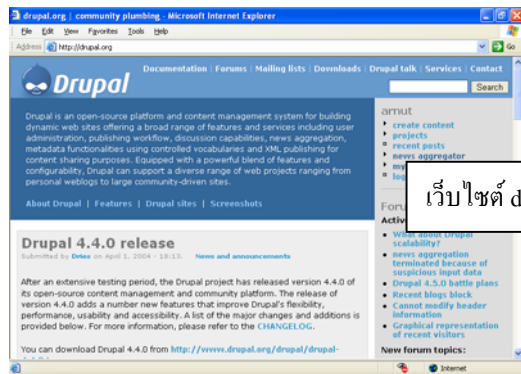 drupal.org | community plumbing - Microsoft Internet Explorer
File Edit View Favorites Tools Help
Address http://drupal.org Go
Documentation | Forums | Mailing lists | Downloads | Drupal talk | Services | Contact
Drupal
Search
Drupal is an open-source platform and content management system for building
dynamic web sites offering a broad range of features and services including user
administration, publishing workflow, discussion capabilities, news aggregation,
metadata functionalities using controlled vocabularies and XML publishing for
content sharing purposes. Equipped with a powerful blend of features and
configurability, Drupal can support a diverse range of web projects ranging from
personal weblogs to large community-driven sites.
About Drupal | Features | Drupal sites | Screenshots
Drupal 4.4.0 release
Submitted by Dries on April 1, 2004 - 18:13. News and announcements
After an extensive testing period, the Drupal project has released version 4.4.0 of
its open-source content management and community platform. The release of
version 4.4.0 adds a number new features that improve Drupal's flexibility,
performance, usability and accessibility. A list of the major changes and additions is
provided below. For more information, please refer to the CHANGELOG.
You can download Drupal 4.4.0 from http://www.drupal.org/drupal/drupal-
arnut
create content
projects
recent posts
news aggregator
my
log
เว็บไซต์ d
Foru
Activ
What about Drupal
scalability?
news aggregation
terminated because of
suspicious input data
Drupal 4.5.0 battle plans
Recent blogs block
Cannot modify header
information
Graphical representation
of recent visitors
New forum topics:
Internet